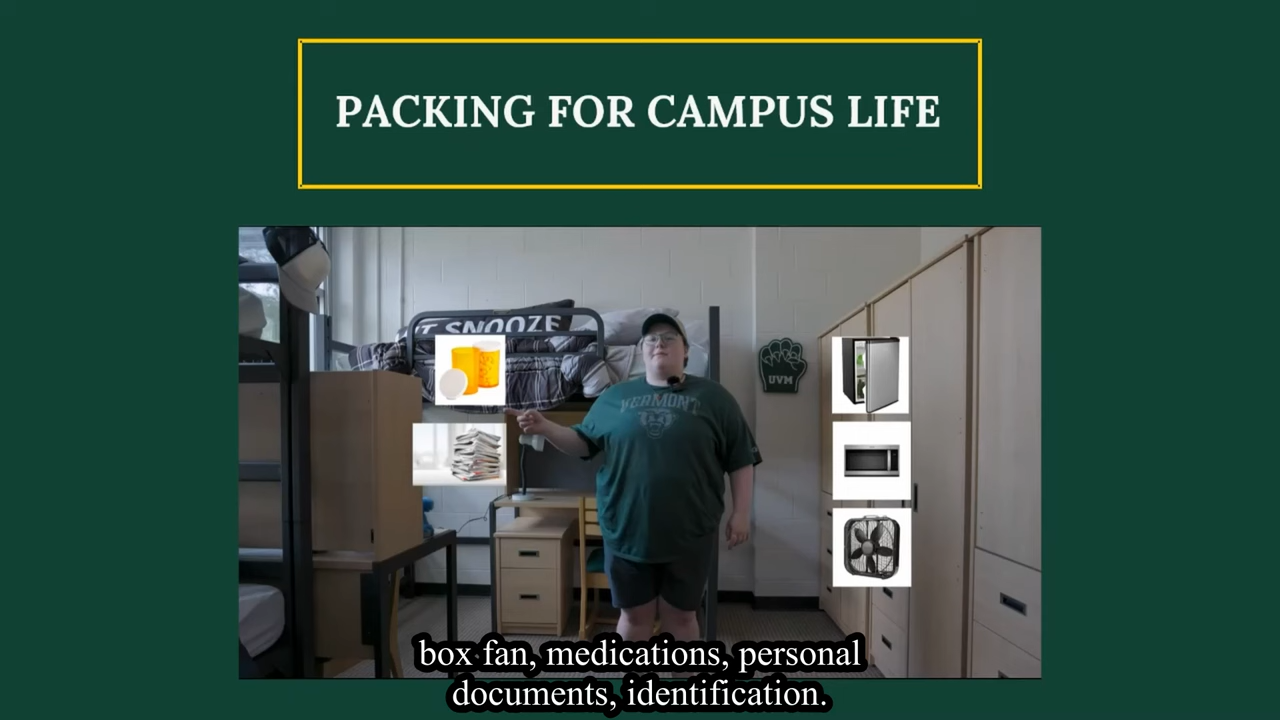 PACKING FOR CAMPUS LIFE
T SNOOZE
VERMONT
UVM
box fan, medications, personal
documents, identification.